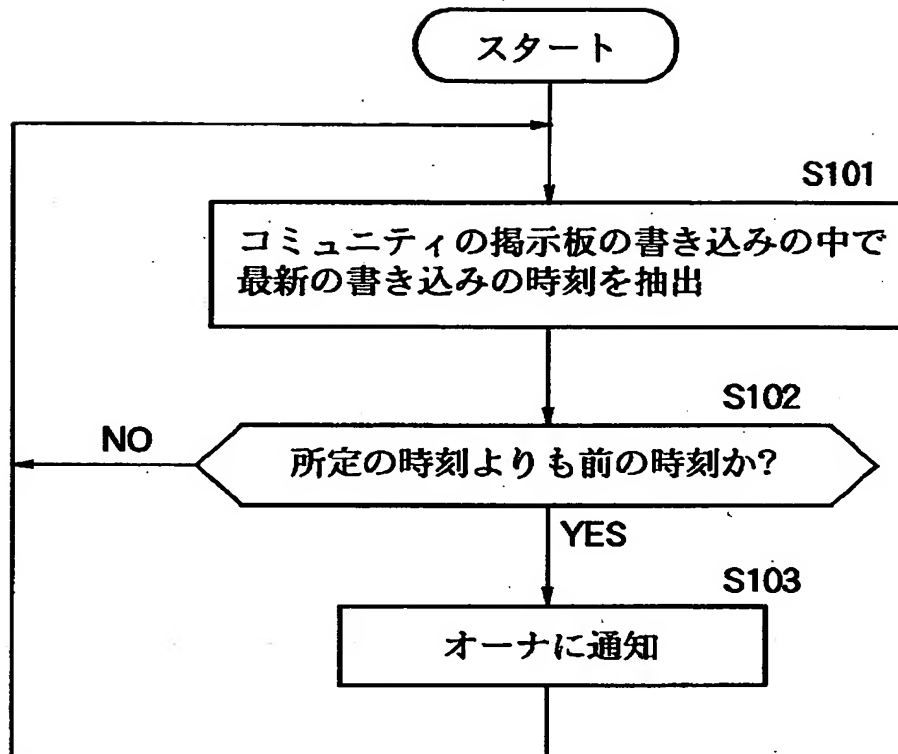 スタート
S101
コミュニティの掲示板の書き込みの中で
最新の書き込みの時刻を抽出
S102
NO
所定の時刻よりも前の時刻か?
YES
S103
オーナに通知